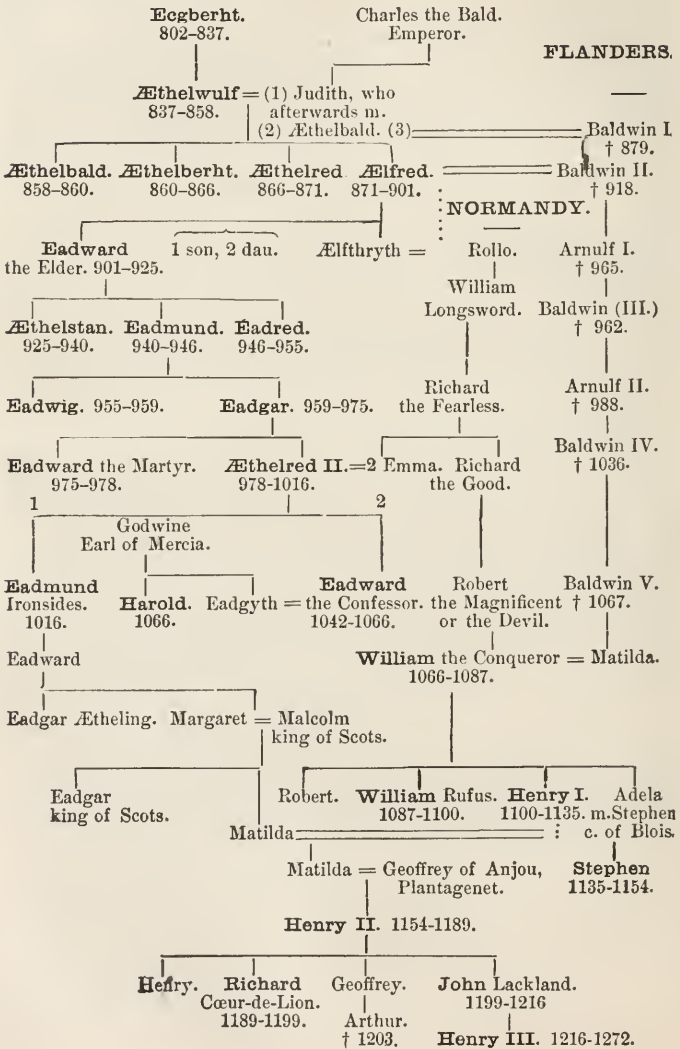 Ecgberht. Charles the Bald.
802–837. Emperor.
FLANDERS.
Æthelwulf = (1) Judith, who
837–858. afterwards m.
(2) Æthelbald. (3) Baldwin I.
† 879.
Æthelbald. Æthelberht. Æthelred Ælfred. Baldwin II.
858–860. 860–866. 866–871. 871–901. † 918.
NORMANDY.
Eadward 1 son, 2 dau. Ælfthryth = Rollo. Arnulf I.
the Elder. 901–925. † 965.
William
Longsword. Baldwin (III.)
Æthelstan. Eadmund. Eadred. † 962.
925–940. 940–946. 946–955.
Richard Arnulf II.
Eadwig. 955–959. Eadgar. 959–975. the Fearless. † 988.
Baldwin IV.
Eadward the Martyr. Æthelred II.=2 Emma. Richard † 1036.
975–978. 978-1016. the Good.
1 2
Godwine
Earl of Mercia.
Eadmund Eadward Robert Baldwin V.
Ironsides. Harold. Eadgyth = the Confessor. the Magnificent † 1067.
1016. 1066. 1042-1066. or the Devil.
Eadward William the Conqueror = Matilda.
1066-1087.
Eadgar Ætheling. Margaret = Malcolm
king of Scots.
Eadgar Robert. William Rufus. Henry I. Adela
king of Scots. 1087-1100. 1100-1135. m.Stephen
Matilda c. of Blois.
Matilda = Geoffrey of Anjou, Stephen
Plantagenet. 1135-1154.
Henry II. 1154-1189.
Henry. Richard Geoffrey. John Lackland.
Cœur-de-Lion. 1199-1216
1189-1199. Arthur.
† 1203. Henry III. 1216-1272.